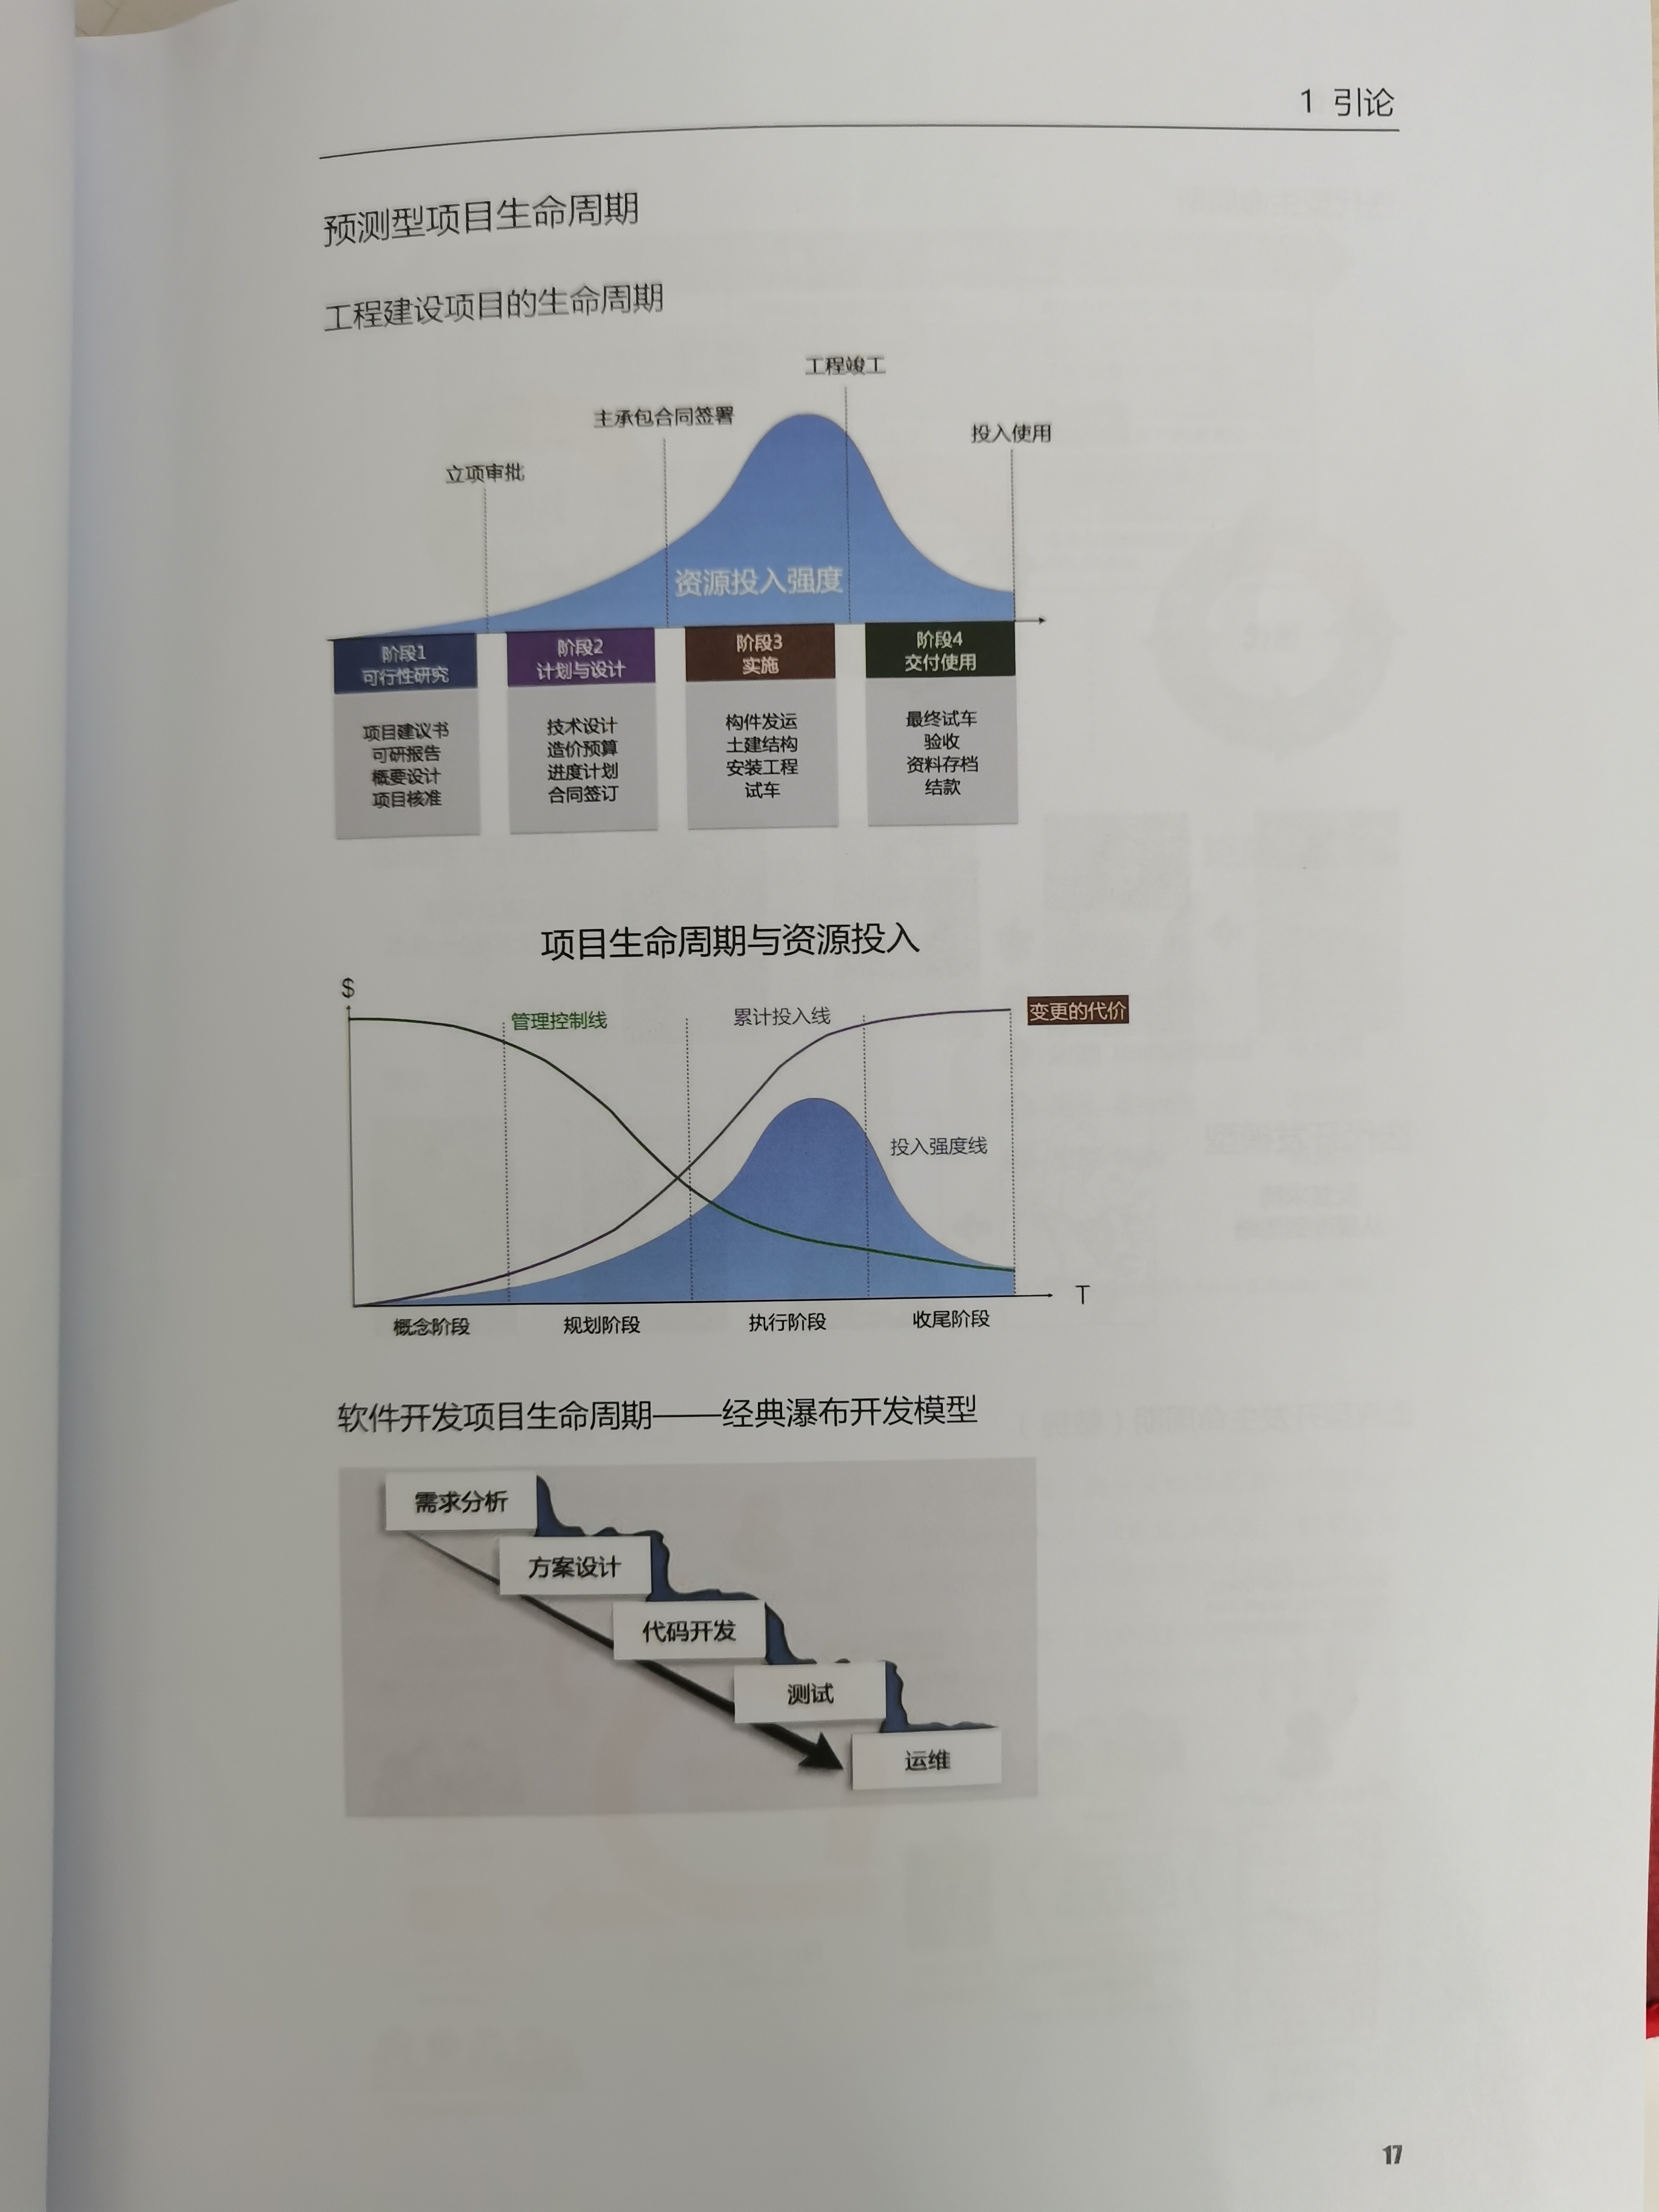 1 引论
预测型项目生命周期
工程建设项目的生命周期
工程竣工
主承包合同签署
投入使用
立项审批
资源投入强度
阶段1
可行性研究
项目建议书
可研报告
概要设计
项目核准
阶段2
计划与设计
技术设计
造价预算
进度计划
合同签订
阶段3
实施
构件发运
土建结构
安装工程
试车
阶段4
交付使用
最终试车
验收
资料存档
结款
项目生命周期与资源投入
$
管理控制线
累计投入线
变更的代价
投入强度线
T
概念阶段
规划阶段
执行阶段
收尾阶段
软件开发项目生命周期——经典瀑布开发模型
需求分析
方案设计
代码开发
测试
运维
17